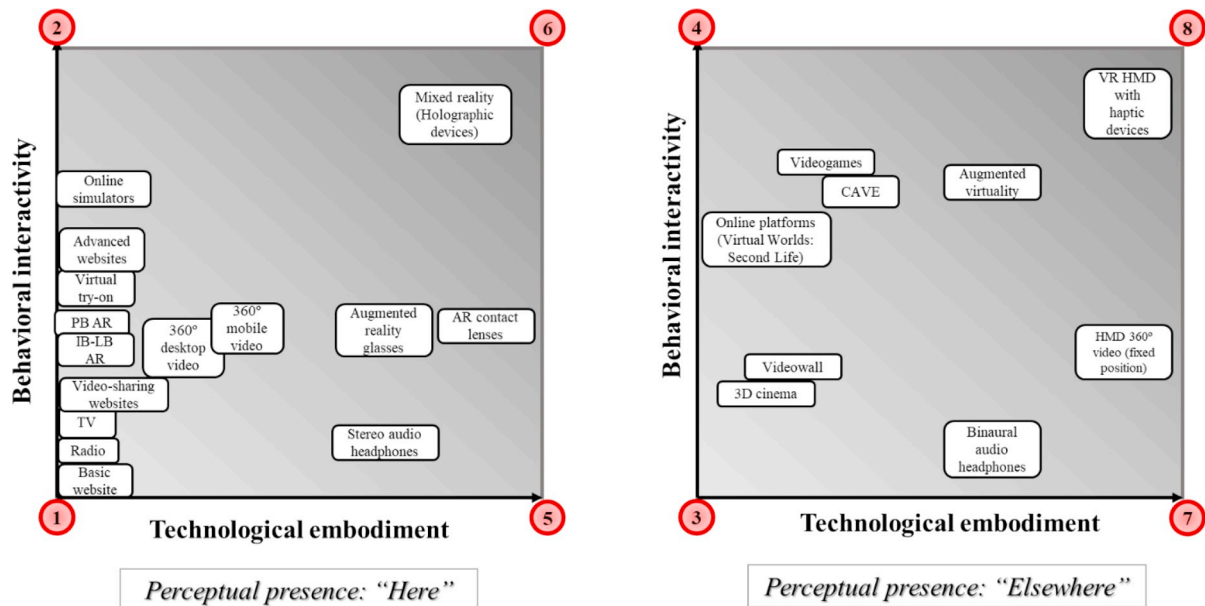 2
6
Behavioral interactivity
Mixed reality
(Holographic
devices)
Online
simulators
Advanced
websites
Virtual
try-on
PB AR
IB-LB
AR
360º
desktop
video
360º
mobile
video
Augmented
reality
glasses
AR contact
lenses
Video-sharing
websites
TV
Radio
Basic
website
Stereo audio
headphones
1
5
Technological embodiment
Perceptual presence: “Here”
4
8
Behavioral interactivity
VR HMD
with
haptic
devices
Videogames
CAVE
Augmented
virtuality
Online platforms
(Virtual Worlds:
Second Life)
HMD 360º
video (fixed
position)
Videowall
3D cinema
Binaural
audio
headphones
3
7
Technological embodiment
Perceptual presence: “Elsewhere”